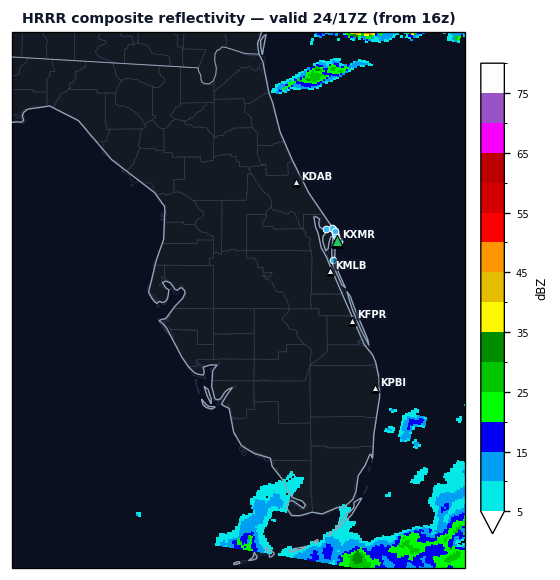 HRRR composite reflectivity — valid 24/17Z (from 16z)
KDAB
KXMR
KMLB
KFPR
KPBI
75
65
55
45
35
25
15
5
dBZ